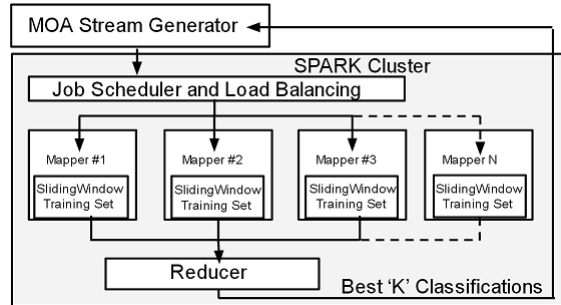 MOA Stream Generator
SPARK Cluster
Job Scheduler and Load Balancing
Mapper #1
SlidingWindow
Training Set
Mapper #2
SlidingWindow
Training Set
Mapper #3
SlidingWindow
Training Set
Mapper N
SlidingWindow
Training Set
Reducer
Best ‘K’ Classifications